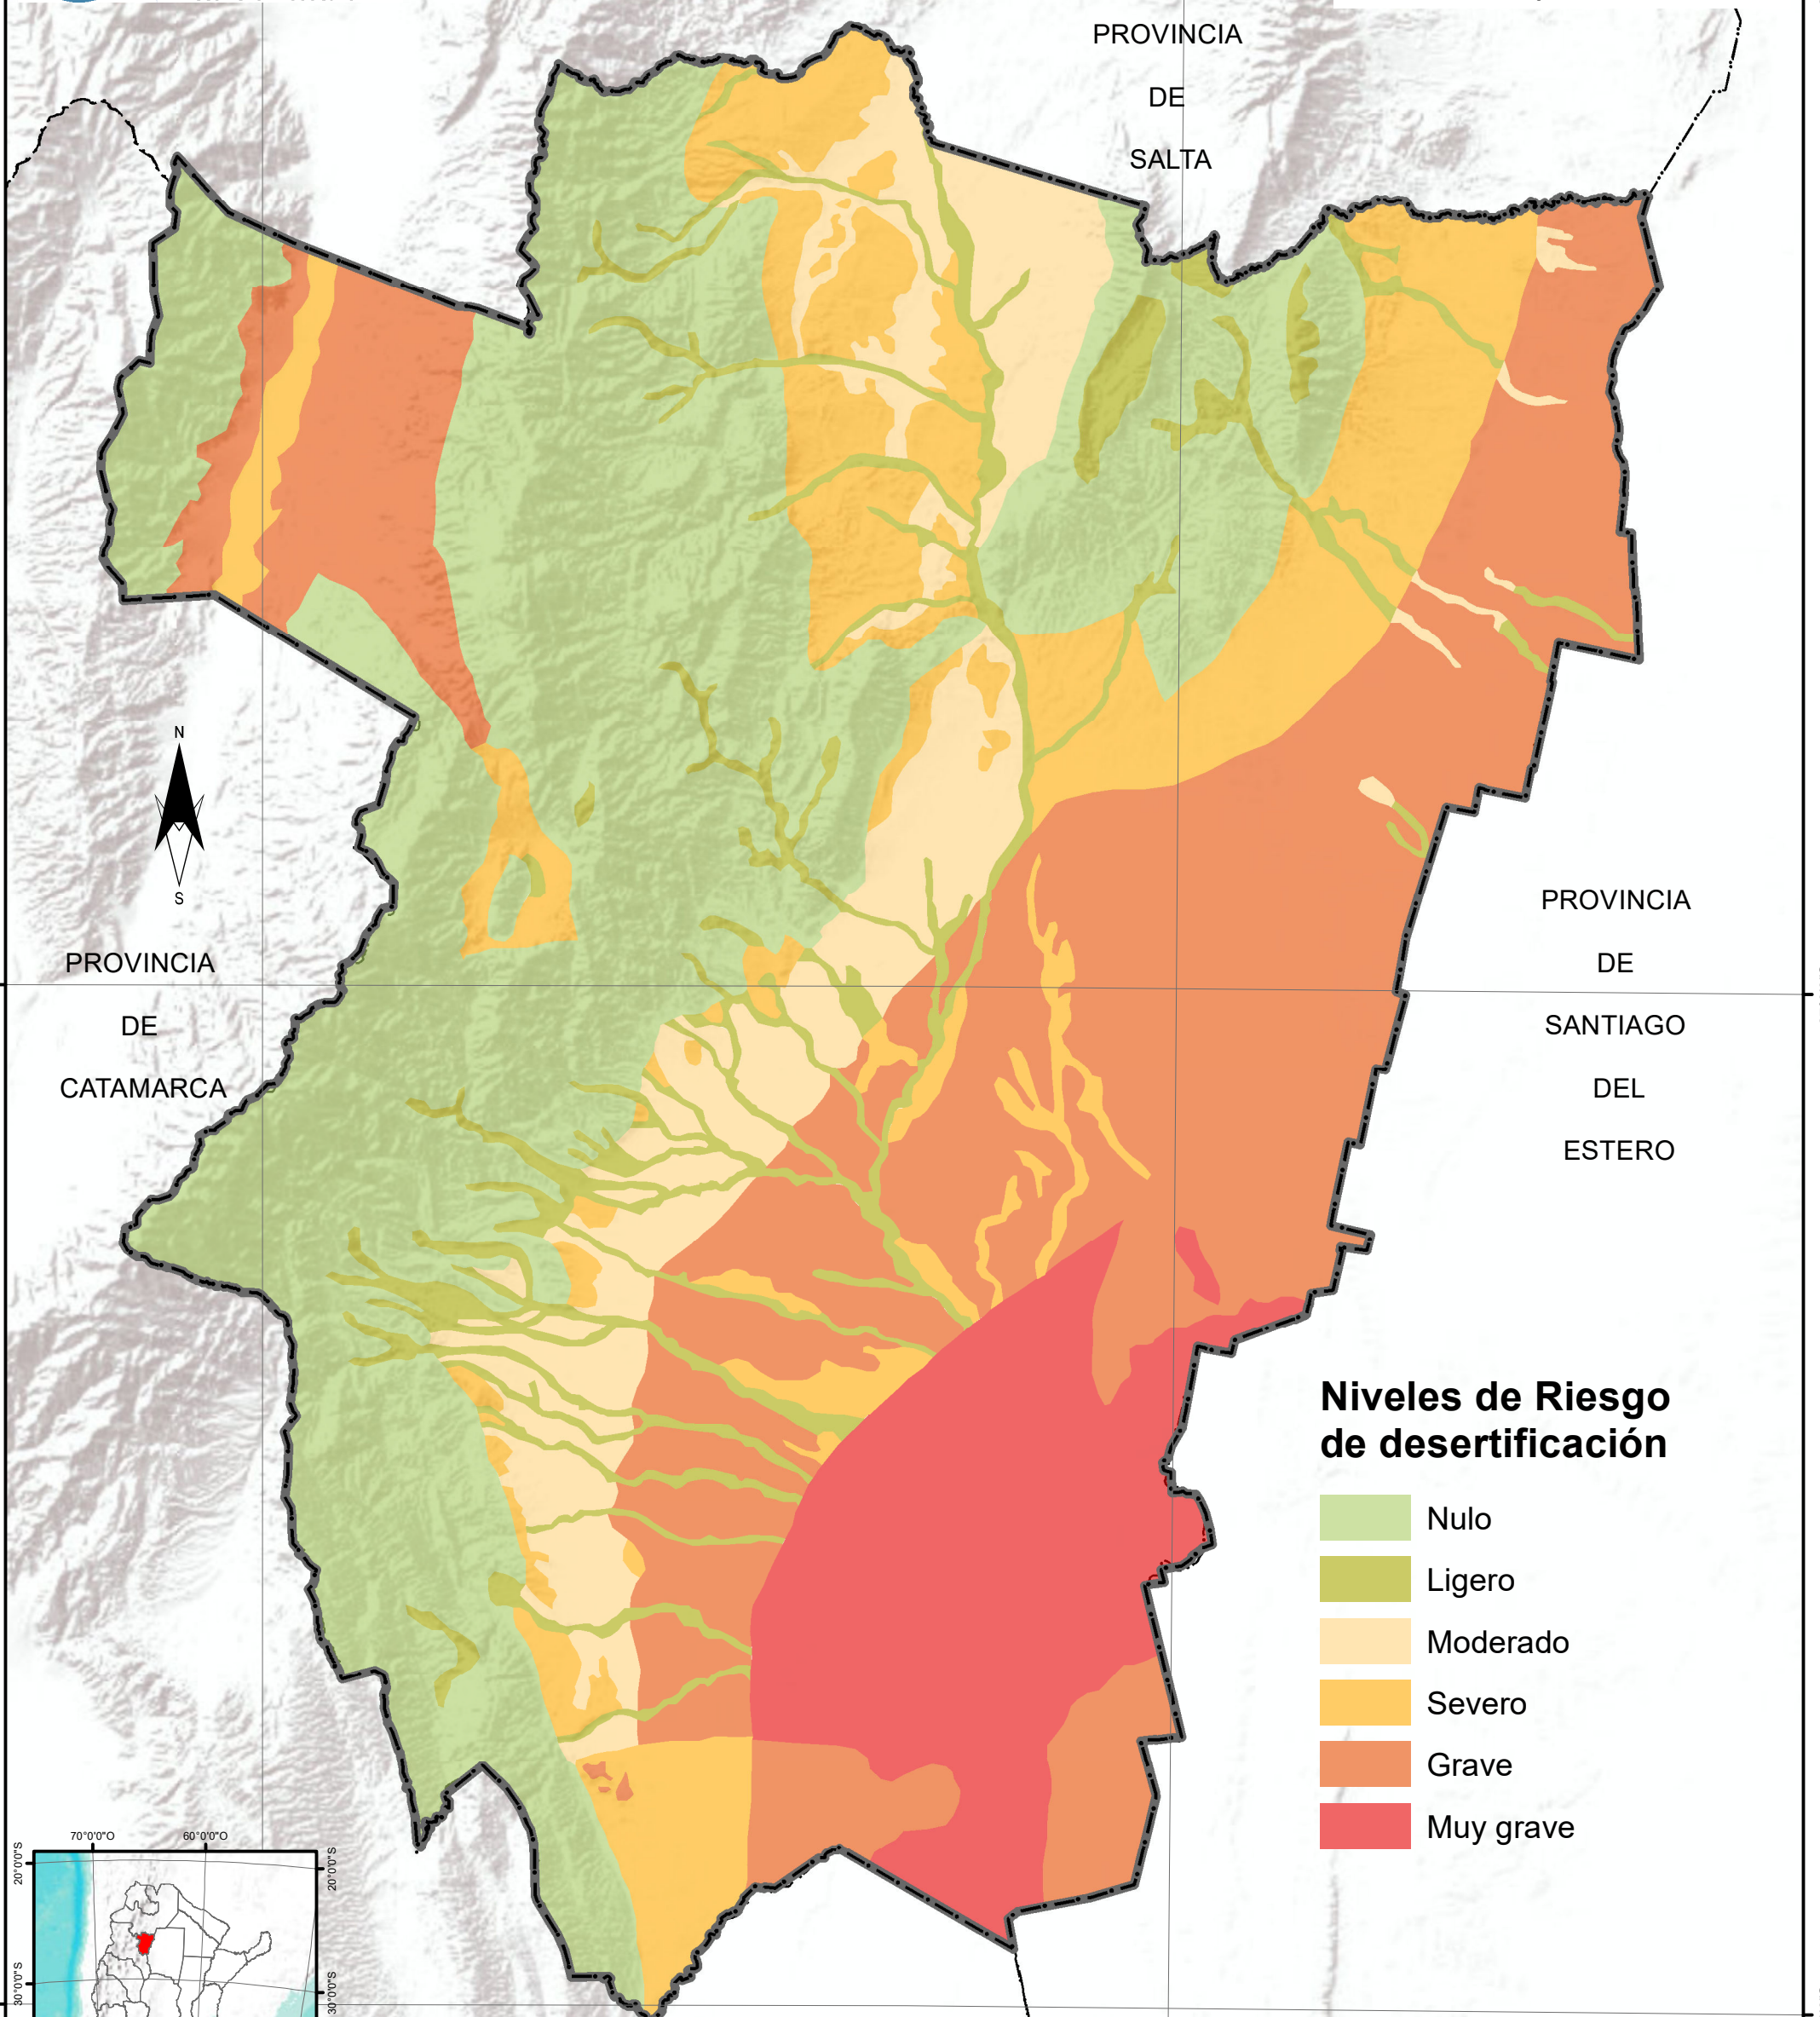 PROVINCIA
DE
SALTA
N
S
PROVINCIA
DE
CATAMARCA
PROVINCIA
DE
SANTIAGO
DEL
ESTERO
Niveles de Riesgo
de desertificación
Nulo
Ligero
Moderado
Severo
Grave
Muy grave
70°0'0"O
60°0'0"O
20°0'0"S
20°0'0"S
30°0'0"S
30°0'0"S